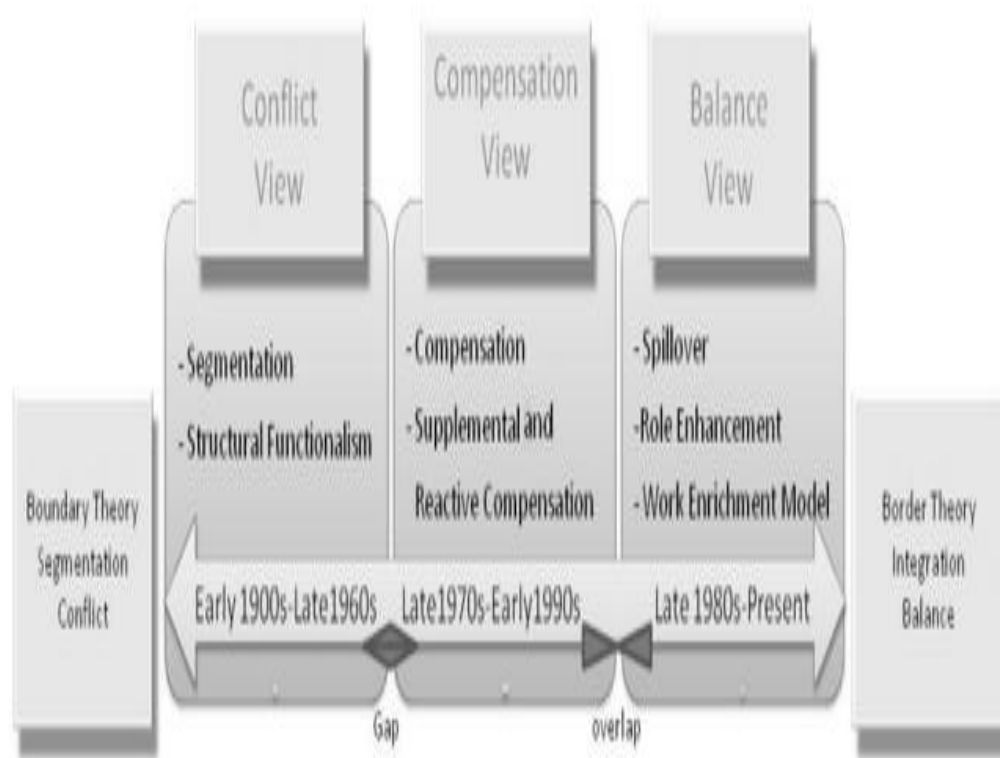 Conflict
View
Compensation
View
Balance
View
- Segmentation
- Structural Functionalism
- Compensation
- Supplemental and
Reactive Compensation
- Spillover
-Role Enhancement
- Work Enrichment Model
Boundary Theory
Segmentation
Conflict
Border Theory
Integration
Balance
Early 1900s-Late1960s
Late1970s-Early1990s
Late 1980s-Present
Gap
overlap